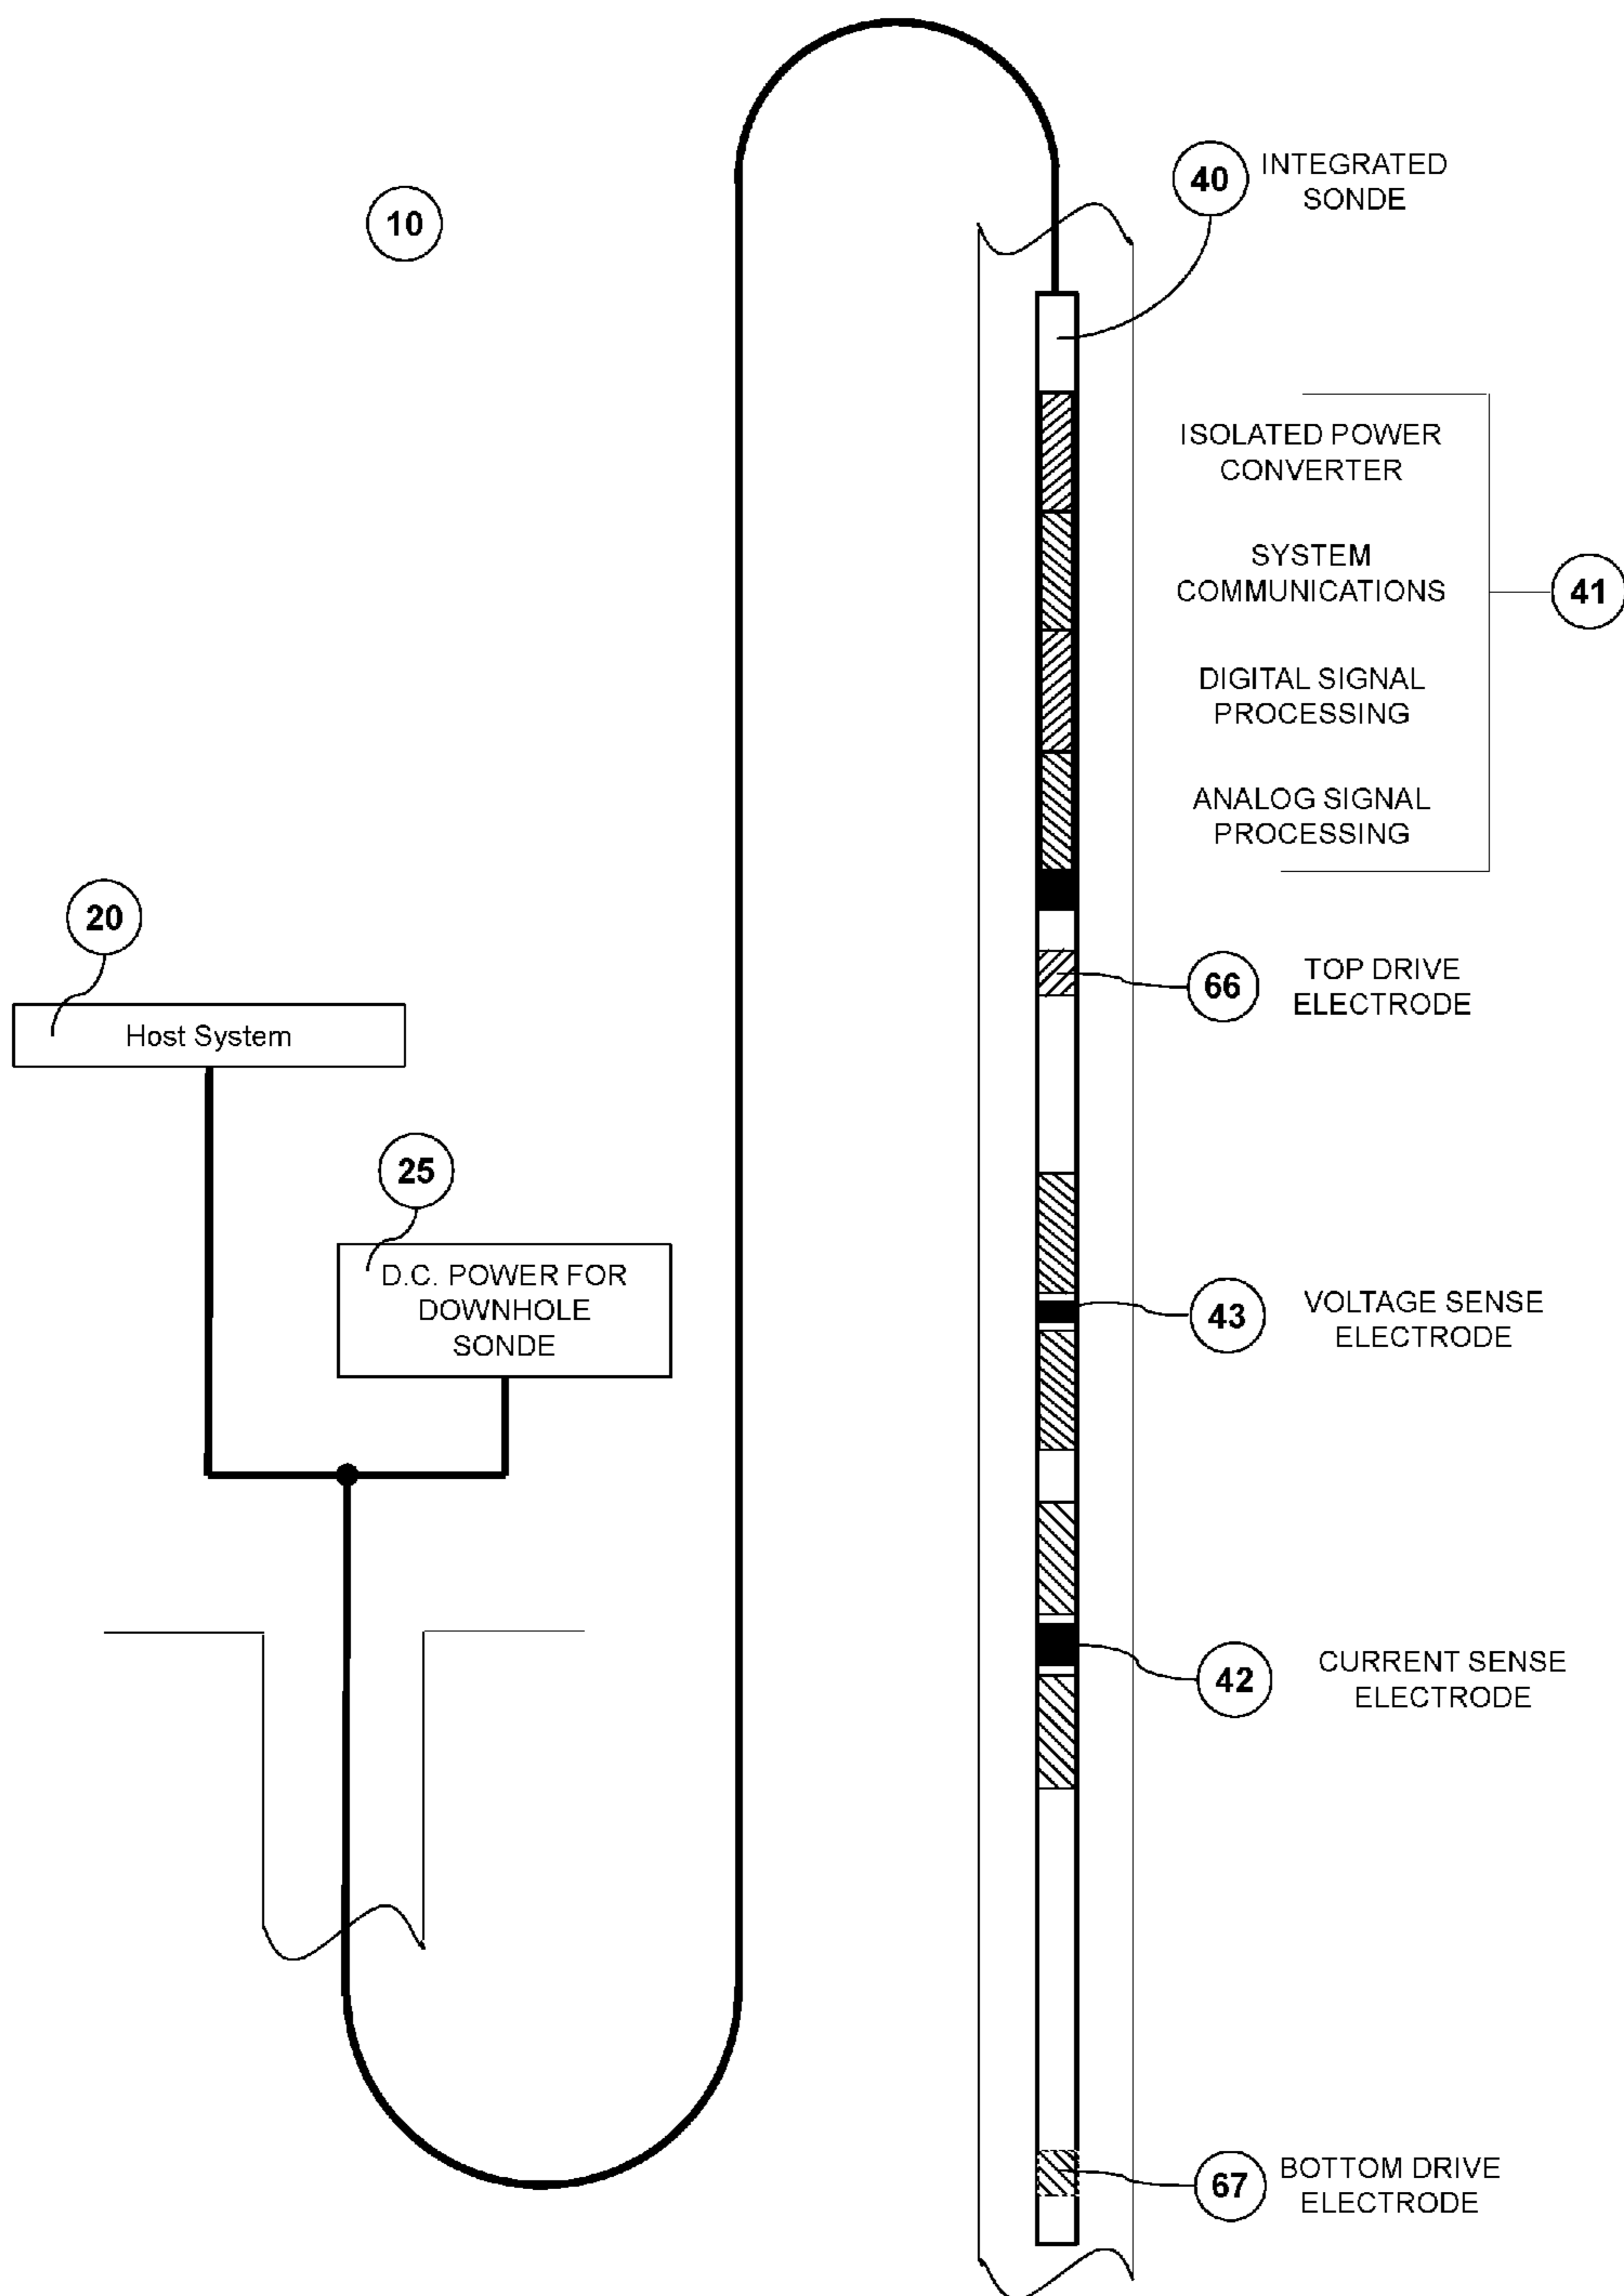 10
40
INTEGRATED
SONDE
ISOLATED POWER
CONVERTER
SYSTEM
COMMUNICATIONS
41
DIGITAL SIGNAL
PROCESSING
ANALOG SIGNAL
PROCESSING
20
Host System
66
TOP DRIVE
ELECTRODE
25
D.C. POWER FOR
DOWNHOLE
SONDE
43
VOLTAGE SENSE
ELECTRODE
42
CURRENT SENSE
ELECTRODE
67
BOTTOM DRIVE
ELECTRODE